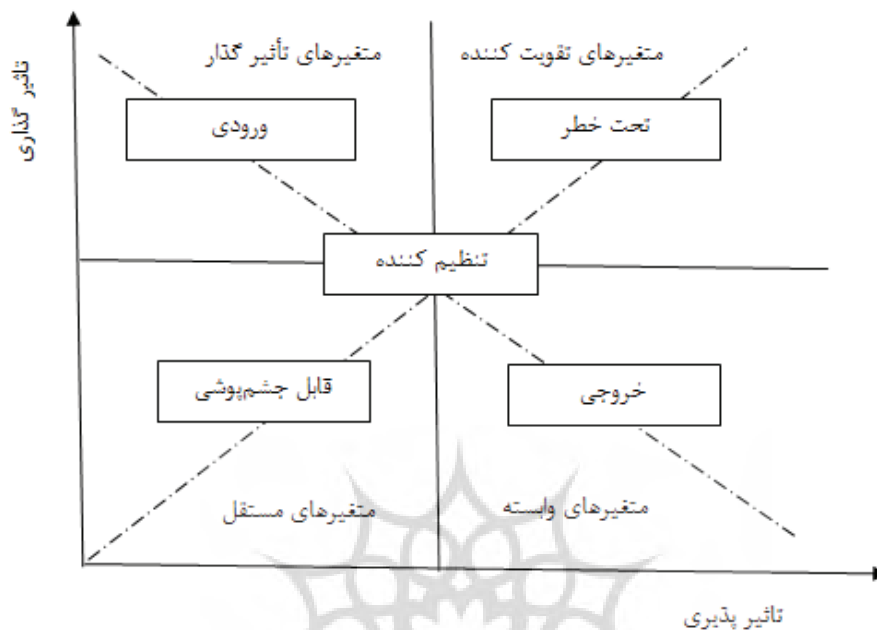 تاثیر گذاری
متغیرهای تقویت کننده
متغیرهای تأثیر گذار
تحت خطر
ورودی
تنظیم کننده
خروجی
قابل چشم‌پوشی
متغیرهای وابسته
متغیرهای مستقل
تاثیر پذیری